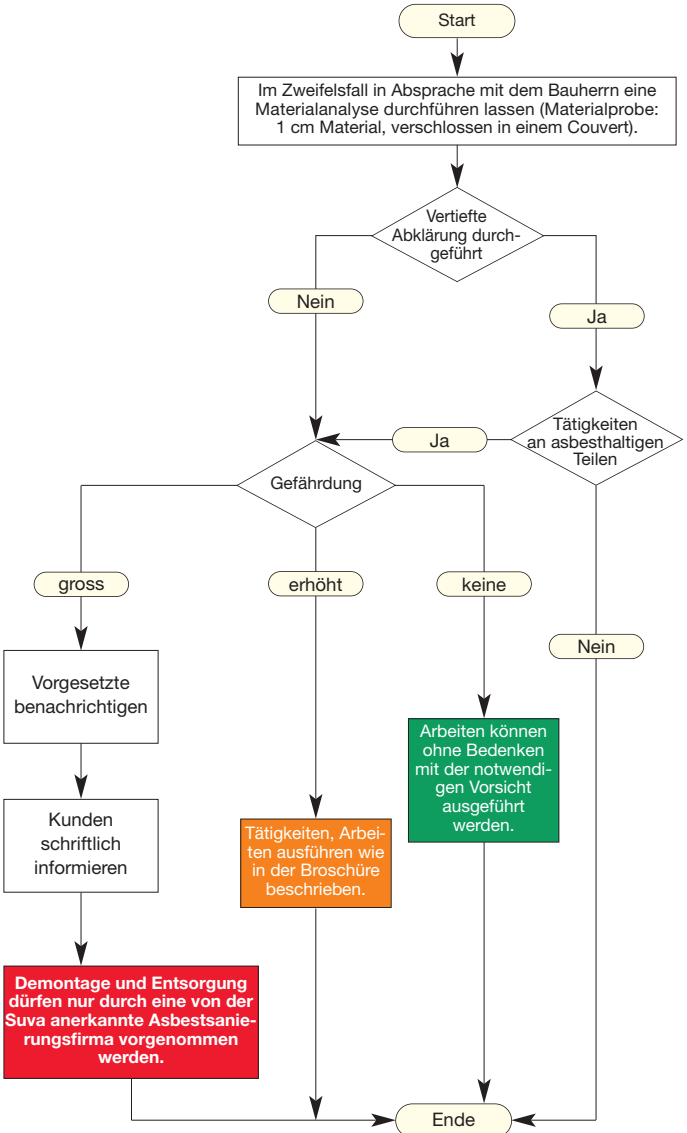 Start
Im Zweifelsfall in Absprache mit dem Bauherrn eine
Materialanalyse durchführen lassen (Materialprobe:
1 cm Material, verschlossen in einem Couvert).
Vertiefte
Abklärung durch-
geführt
Nein
Ja
Tätigkeiten
an asbesthaltigen
Teilen
Ja
Gefährdung
gross
erhöht
keine
Nein
Vorgesetzte
benachrichtigen
Arbeiten können
ohne Bedenken
mit der notwendi-
gen Vorsicht
ausgeführt
werden.
Kunden
schriftlich
informieren
Tätigkeiten, Arbei-
ten ausführen wie
in der Broschüre
beschrieben.
Demontage und Entsorgung
dürfen nur durch eine von der
Suva anerkannte Asbestsanie-
rungsfirma vorgenommen
werden.
Ende